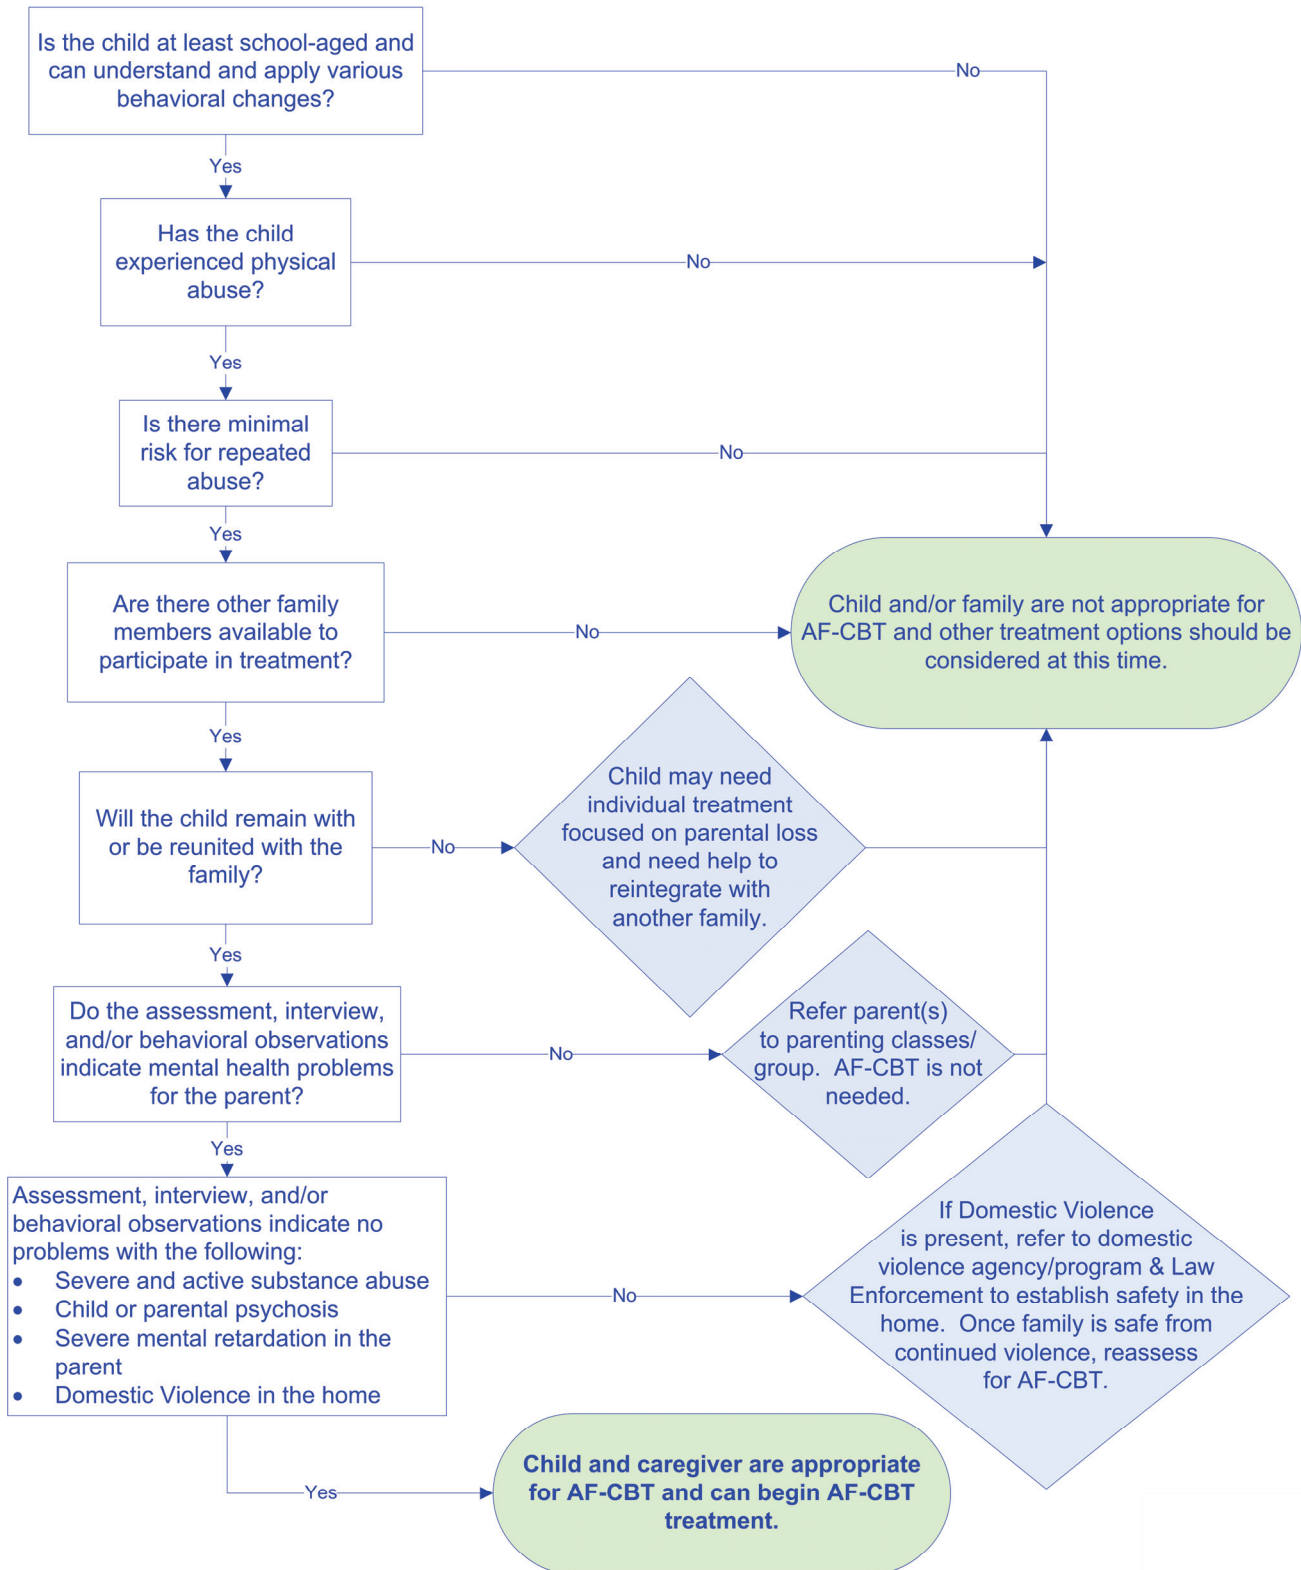 Is the child at least school-aged and
can understand and apply various
behavioral changes?
No
Yes
Has the child
experienced physical
abuse?
No
Yes
Is there minimal
risk for repeated
abuse?
No
Yes
Are there other family
members available to
participate in treatment?
No
Child and/or family are not appropriate for
AF-CBT and other treatment options should be
considered at this time.
Yes
Will the child remain with
or be reunited with the
family?
No
Child may need
individual treatment
focused on parental loss
and need help to
reintegrate with
another family.
Yes
Do the assessment, interview,
and/or behavioral observations
indicate mental health problems
for the parent?
No
Refer parent(s)
to parenting classes/
group.  AF-CBT is not
needed.
Yes
Assessment, interview, and/or
behavioral observations indicate no
problems with the following:
• Severe and active substance abuse
• Child or parental psychosis
• Severe mental retardation in the
parent
• Domestic Violence in the home
No
If Domestic Violence
is present, refer to domestic
violence agency/program & Law
Enforcement to establish safety in the
home.  Once family is safe from
continued violence, reassess
for AF-CBT.
Yes
Child and caregiver are appropriate
for AF-CBT and can begin AF-CBT
treatment.